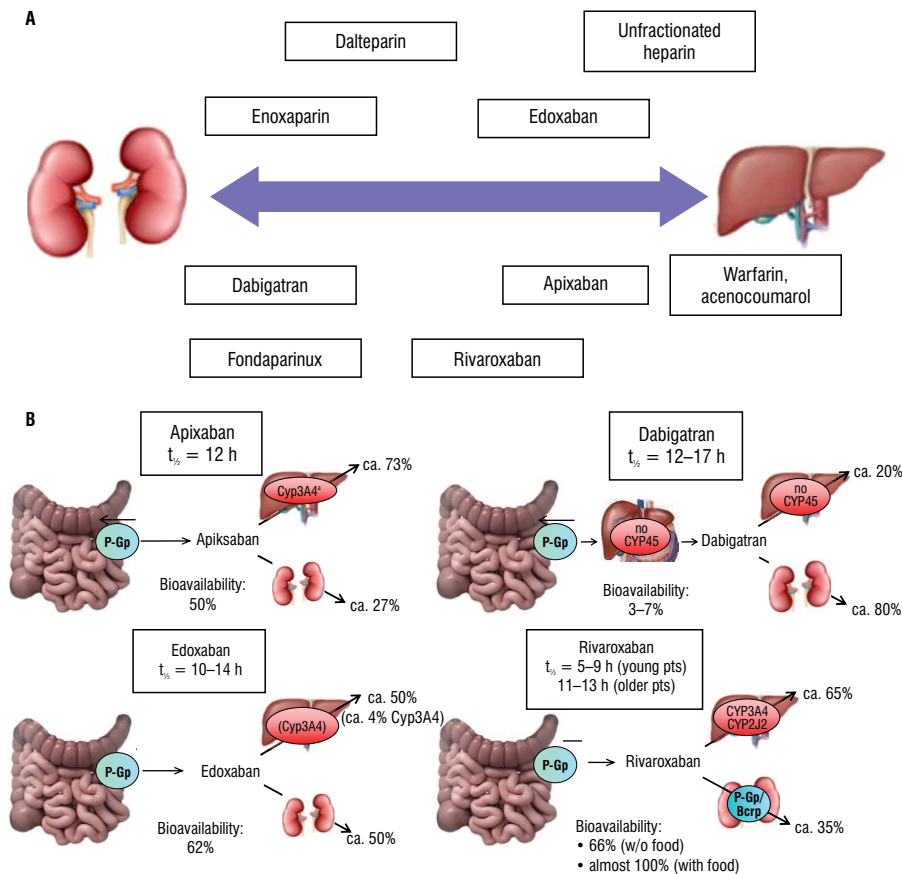 A
Dalteparin
Unfractionated
heparin
Enoxaparin
Edoxaban
Dabigatran
Apixaban
Warfarin,
acenocoumarol
Fondaparinux
Rivaroxaban
B
Apixaban
t½ = 12 h
ca. 73%
Cyp3A4ª
P-Gp
Apiksaban
Bioavailability:
50%
ca. 27%
Dabigatran
t½ = 12–17 h
ca. 20%
no
CYP45
P-Gp
no
CYP45
Dabigatran
Bioavailability:
3–7%
ca. 80%
Edoxaban
t½ = 10–14 h
ca. 50%
(ca. 4% Cyp3A4)
(Cyp3A4)
P-Gp
Edoxaban
Bioavailability:
62%
ca. 50%
Rivaroxaban
t½ = 5–9 h (young pts)
11–13 h (older pts)
ca. 65%
CYP3A4
CYP2J2
P-Gp
Rivaroxaban
P-Gp/
Bcrp
ca. 35%
Bioavailability:
• 66% (w/o food)
• almost 100% (with food)